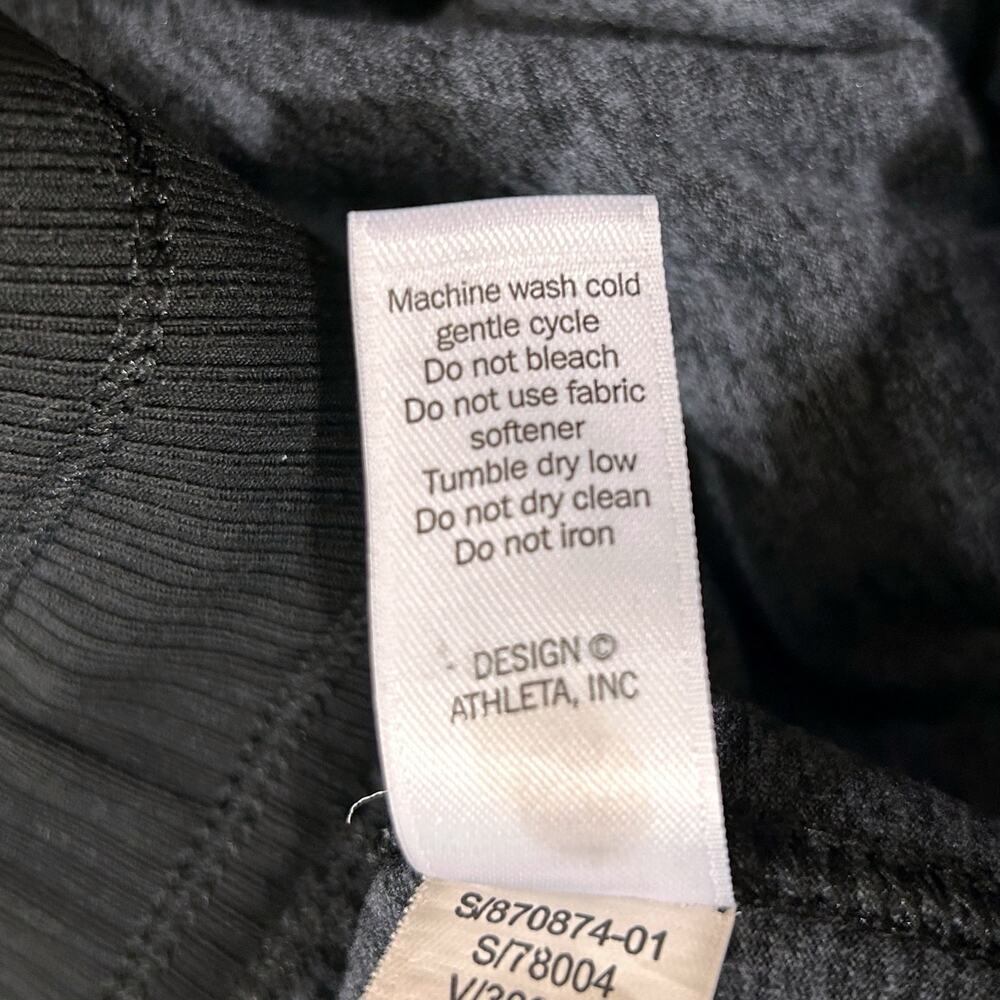 Machine wash cold
gentle cycle
Do not bleach
Do not use fabric
softener
Tumble dry low
Do not dry clean
Do not iron
DESIGN ©
ATHLETA, INC
S/870874-01
S/78004